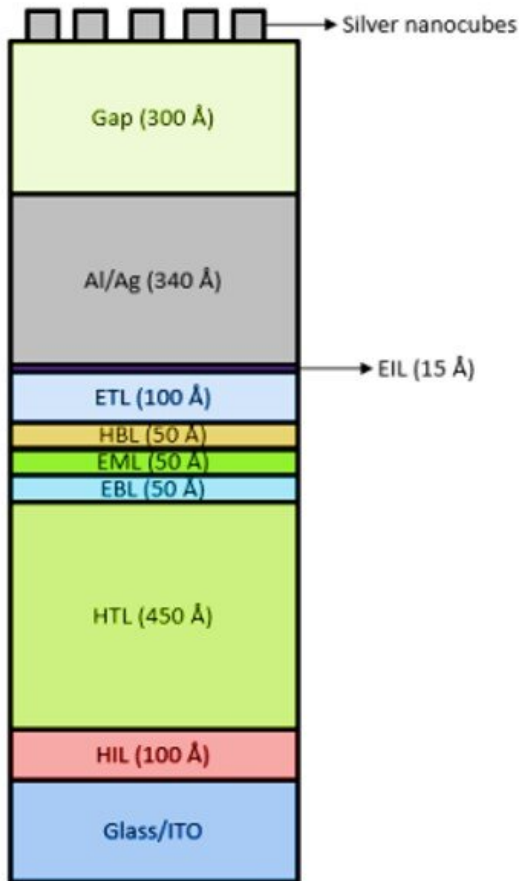 Silver nanocubes
Gap (300 Å)
Al/Ag (340 Å)
EIL (15 Å)
ETL (100 Å)
HBL (50 Å)
EML (50 Å)
EBL (50 Å)
HTL (450 Å)
HIL (100 Å)
Glass/ITO